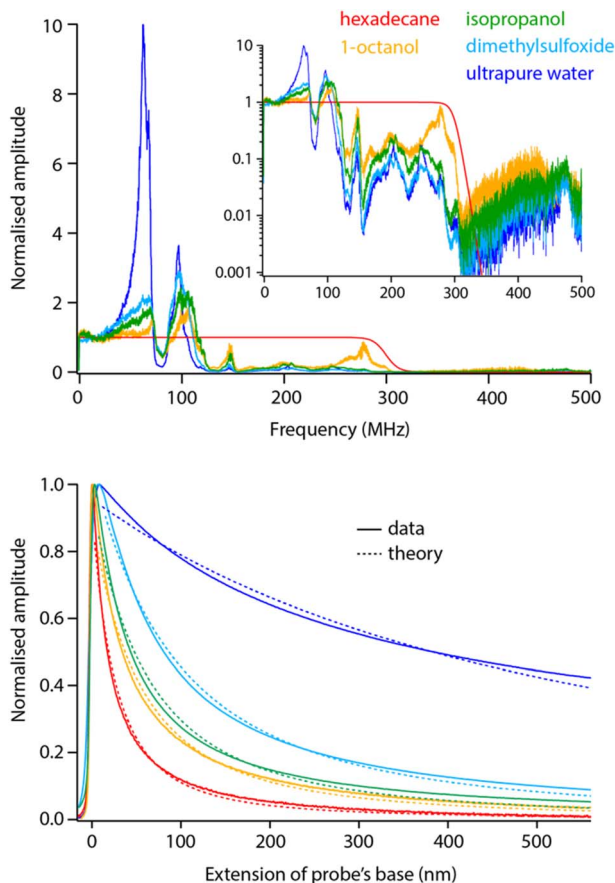 hexadecane
isopropanol
1-octanol
dimethylsulfoxide
ultrapure water
Normalised amplitude
10
8
6
4
2
0
10
1
0.1
0.01
0.001
0 100 200 300 400 500
0 100 200 300 400 500
Frequency (MHz)
Normalised amplitude
1.0
0.8
0.6
0.4
0.2
0.0
data
theory
0 100 200 300 400 500
Extension of probe's base (nm)